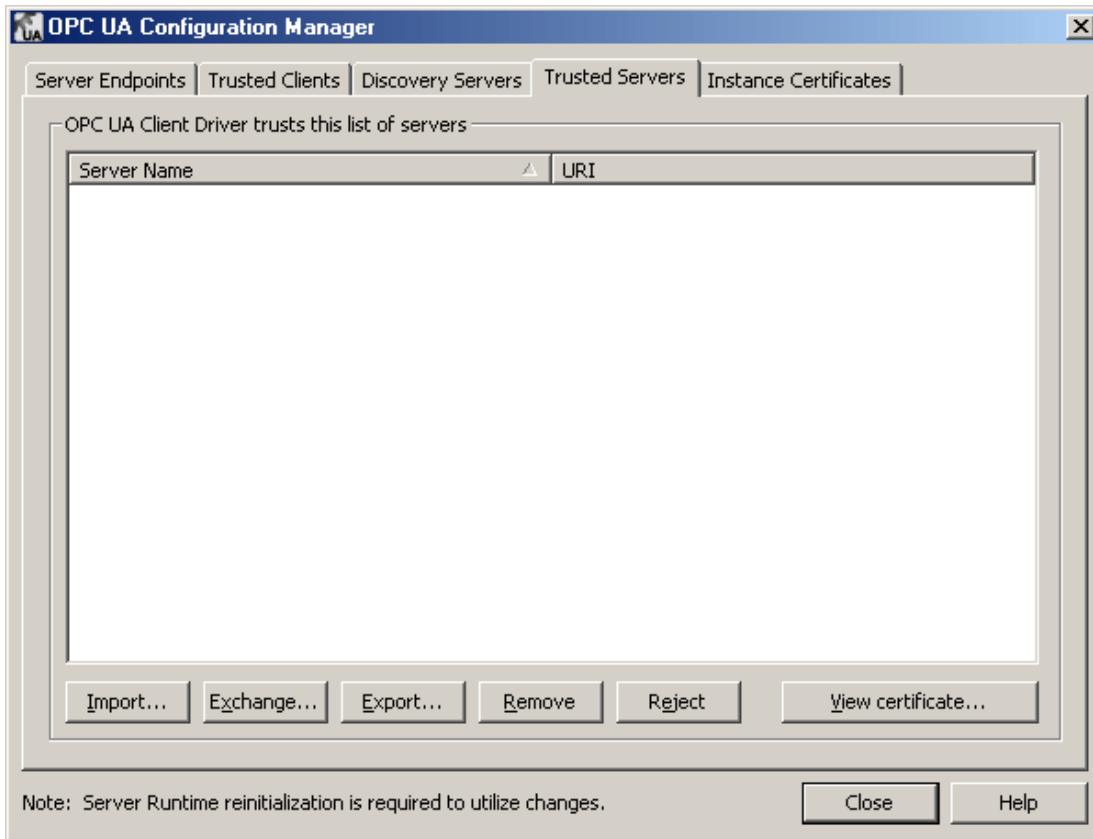 UA OPC UA Configuration Manager
Server Endpoints Trusted Clients Discovery Servers Trusted Servers Instance Certificates
OPC UA Client Driver trusts this list of servers
Server Name URI
Import... Exchange... Export... Remove Reject View certificate...
Note: Server Runtime reinitialization is required to utilize changes. Close Help